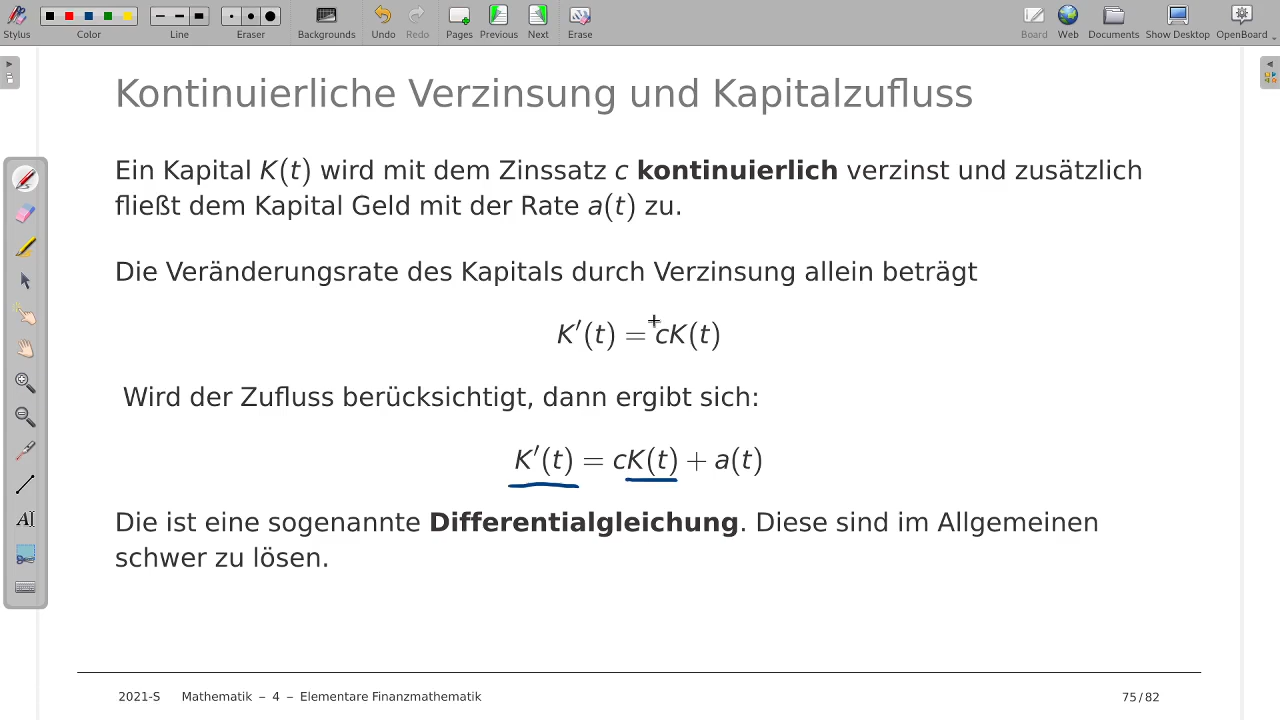 Stylus
Color
Line
Eraser
Backgrounds
Undo
Redo
Pages
Previous
Next
Erase
Board
Web
Documents
Show Desktop
OpenBoard
Kontinuierliche Verzinsung und Kapitalzufluss
Ein Kapital K(t) wird mit dem Zinssatz c kontinuierlich verzinst und zusätzlich
fließt dem Kapital Geld mit der Rate a(t) zu.
Die Veränderungsrate des Kapitals durch Verzinsung allein beträgt
K′(t) = cK(t)
Wird der Zufluss berücksichtigt, dann ergibt sich:
K′(t) = cK(t) + a(t)
Die ist eine sogenannte Differentialgleichung. Diese sind im Allgemeinen
schwer zu lösen.
2021-S Mathematik – 4 – Elementare Finanzmathematik
75/82